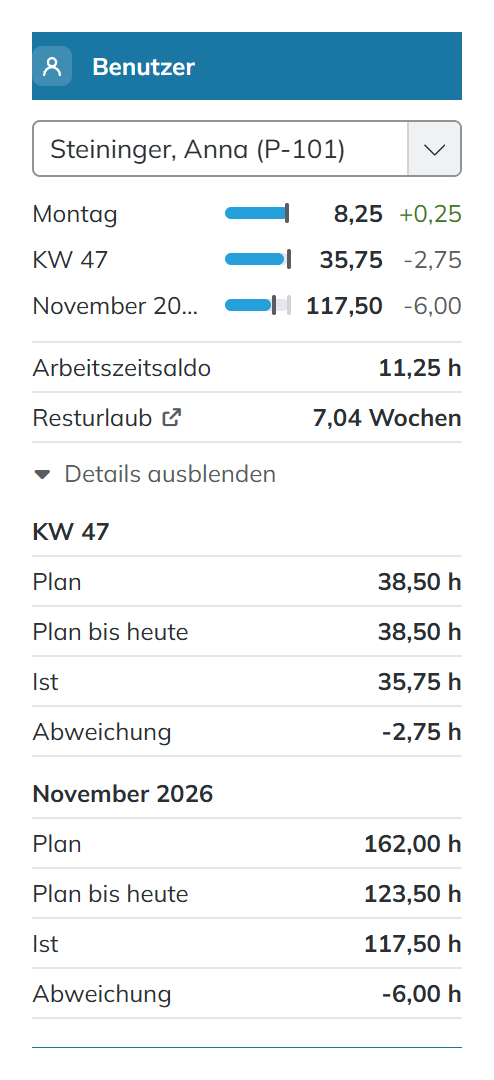 Benutzer
Steininger, Anna (P-101)
Montag 8,25 +0,25
KW 47 35,75 -2,75
November 20... 117,50 -6,00
Arbeitszeitsaldo 11,25 h
Resturlaub 7,04 Wochen
Details ausblenden
KW 47
Plan 38,50 h
Plan bis heute 38,50 h
Ist 35,75 h
Abweichung -2,75 h
November 2026
Plan 162,00 h
Plan bis heute 123,50 h
Ist 117,50 h
Abweichung -6,00 h